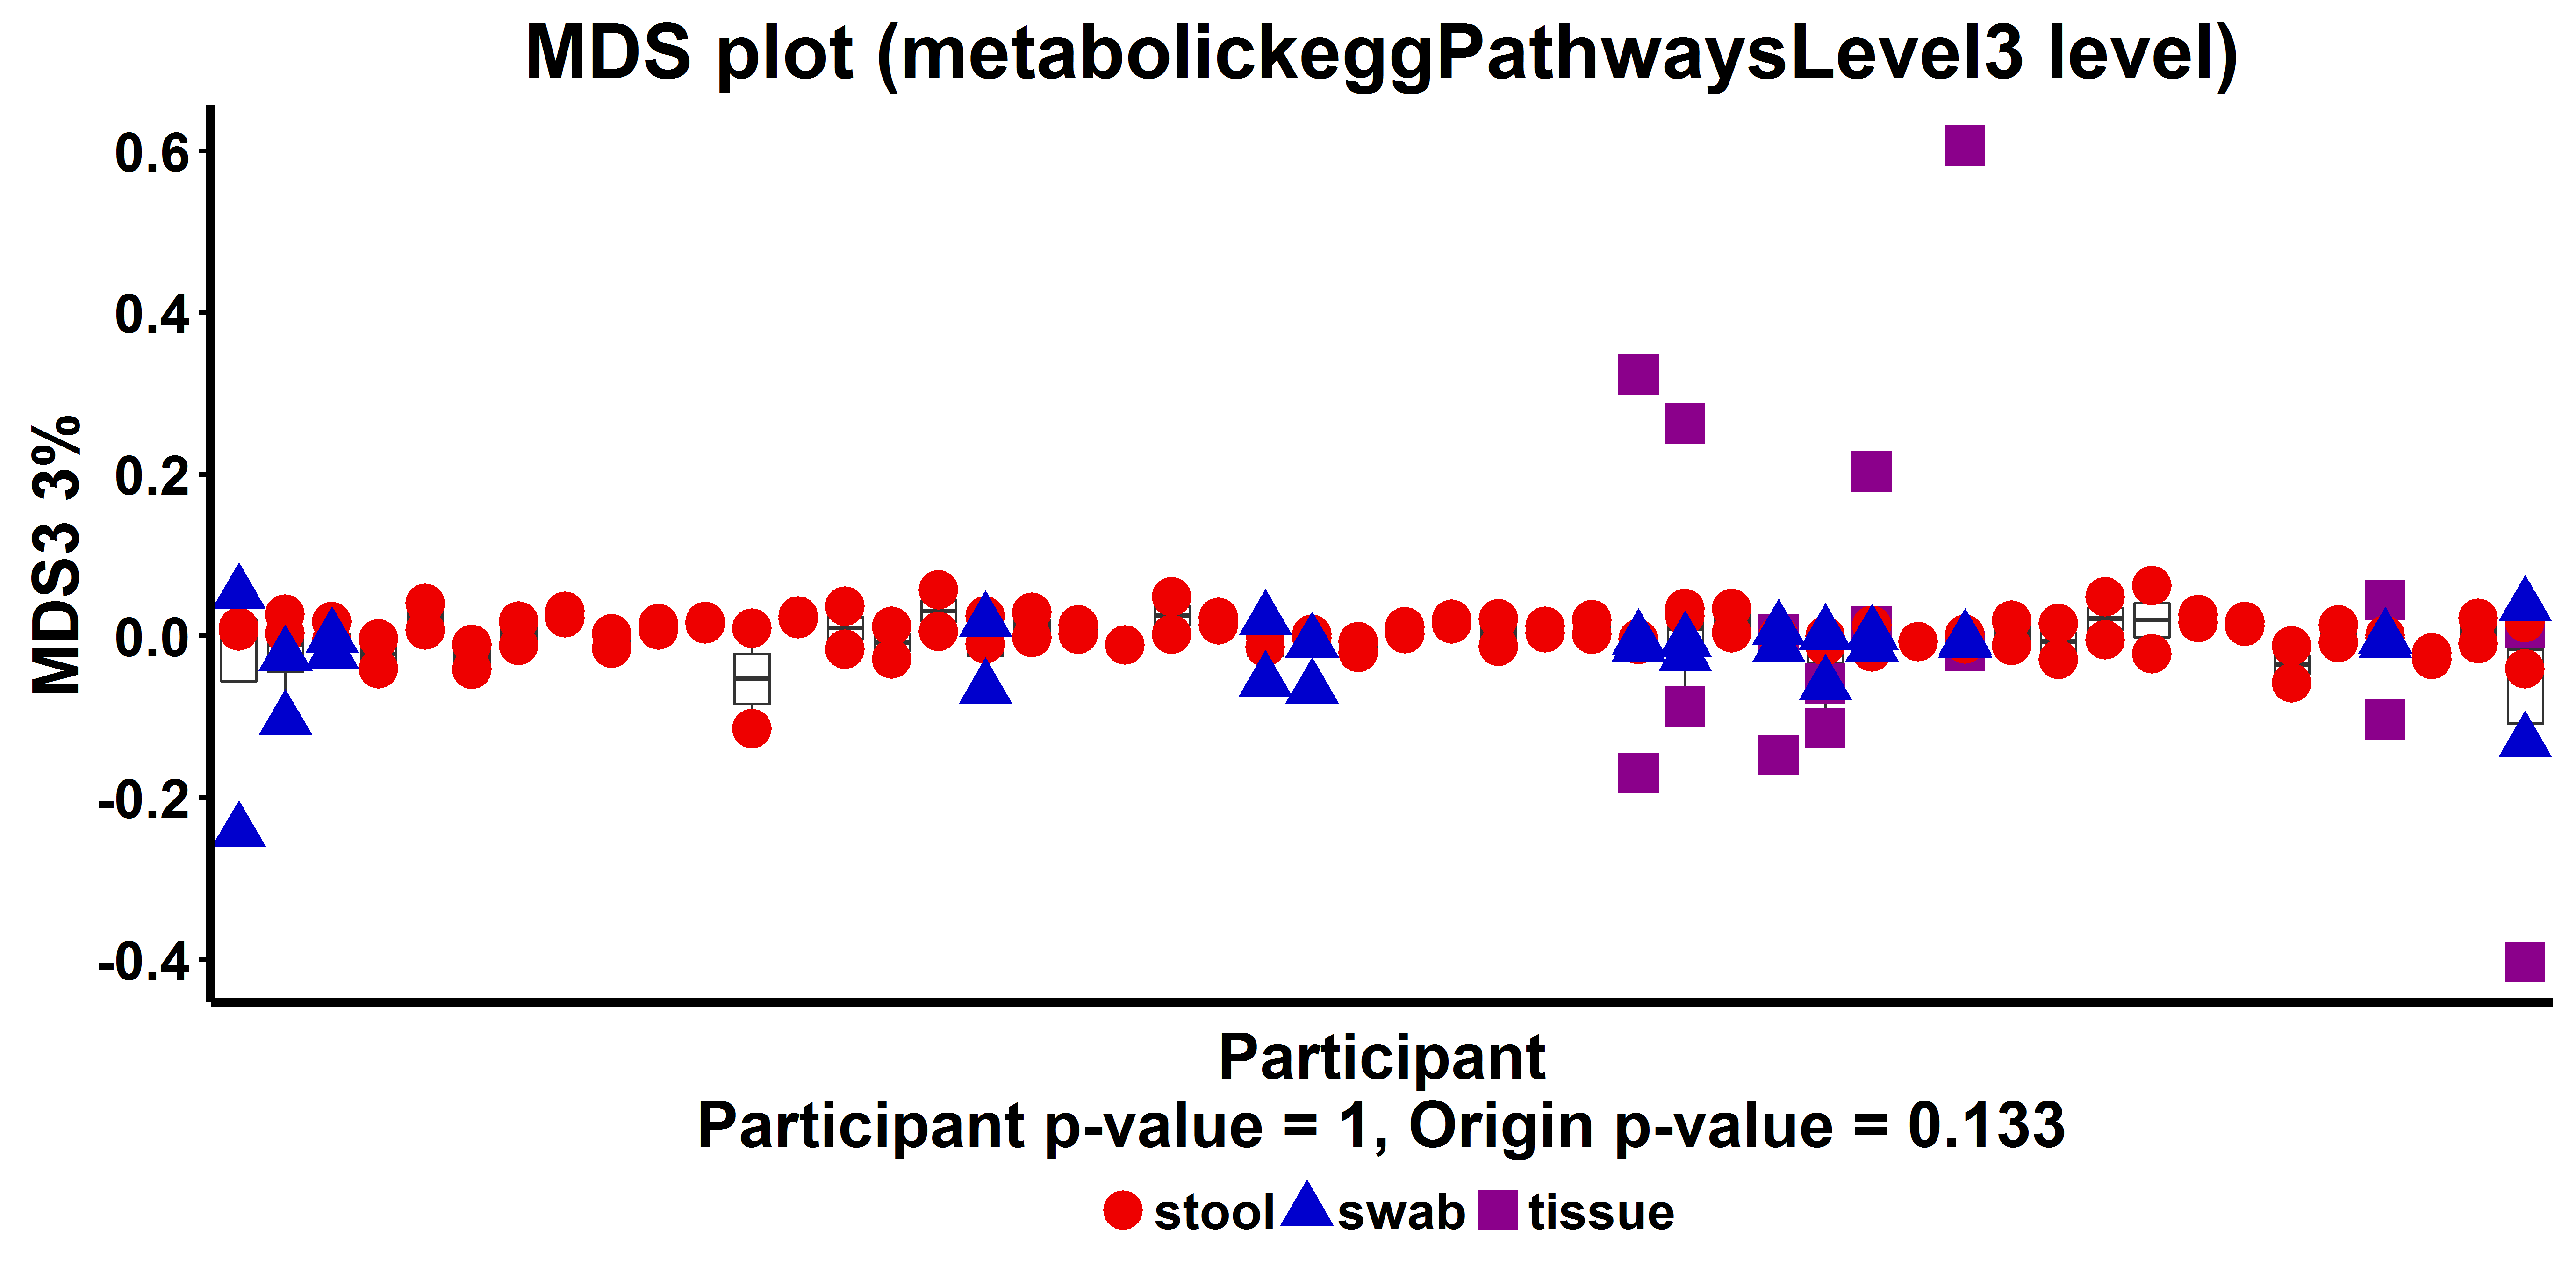 MDS plot (metabolickeggPathwaysLevel3 level)
MDS3 3%
0.6
0.4
0.2
0.0
-0.2
-0.4
Participant
Participant p-value = 1, Origin p-value = 0.133
stool swab tissue